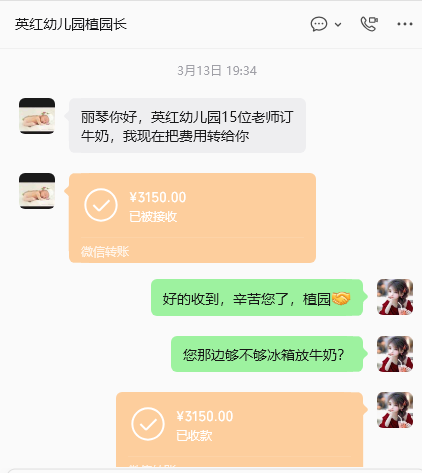 英红幼儿园植园长
3月13日 19:34
丽琴你好，英红幼儿园15位老师订
牛奶，我现在把费用转给你
¥3150.00
已被接收
微信转账
好的收到，辛苦您了，植园🤝
您那边够不够冰箱放牛奶？
¥3150.00
已收款
微信转账